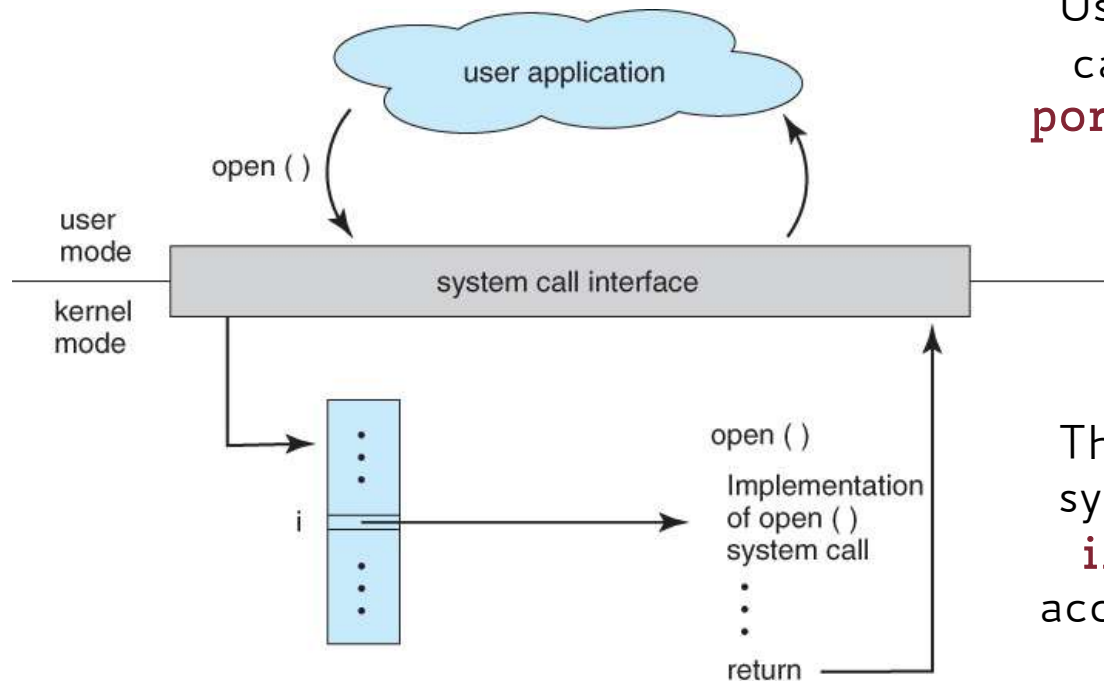 user application
open ( )
user
mode
system call interface
kernel
mode
open ( )
Implementation
of open ( )
system call
i
return